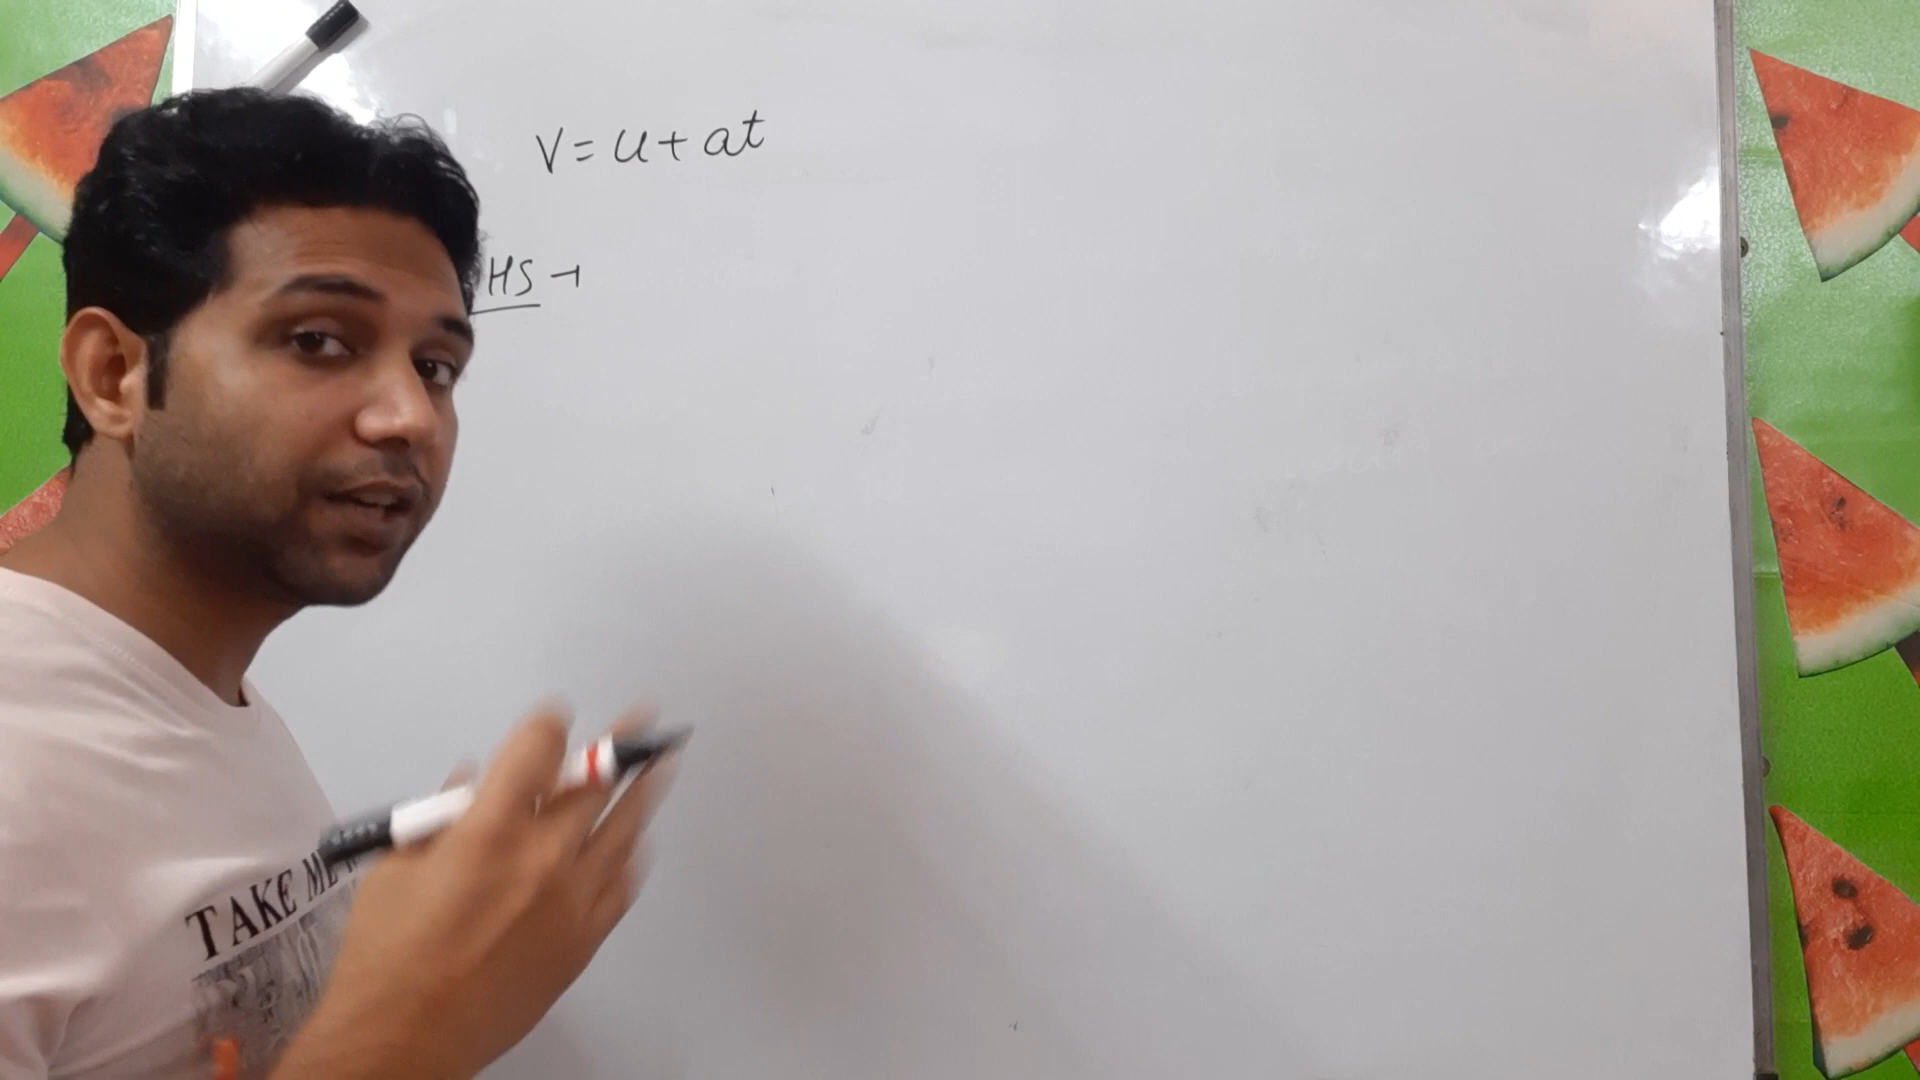 V = u + at
HS →
TAKE ME